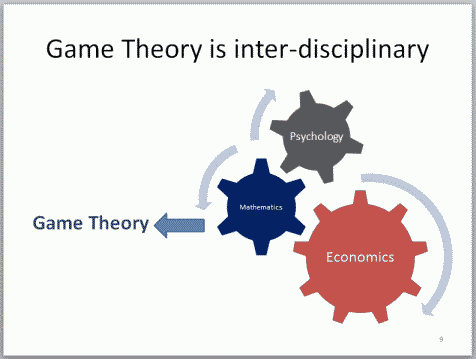 Game Theory is inter-disciplinary
Psychology
Mathematics
Game Theory
Economics
9